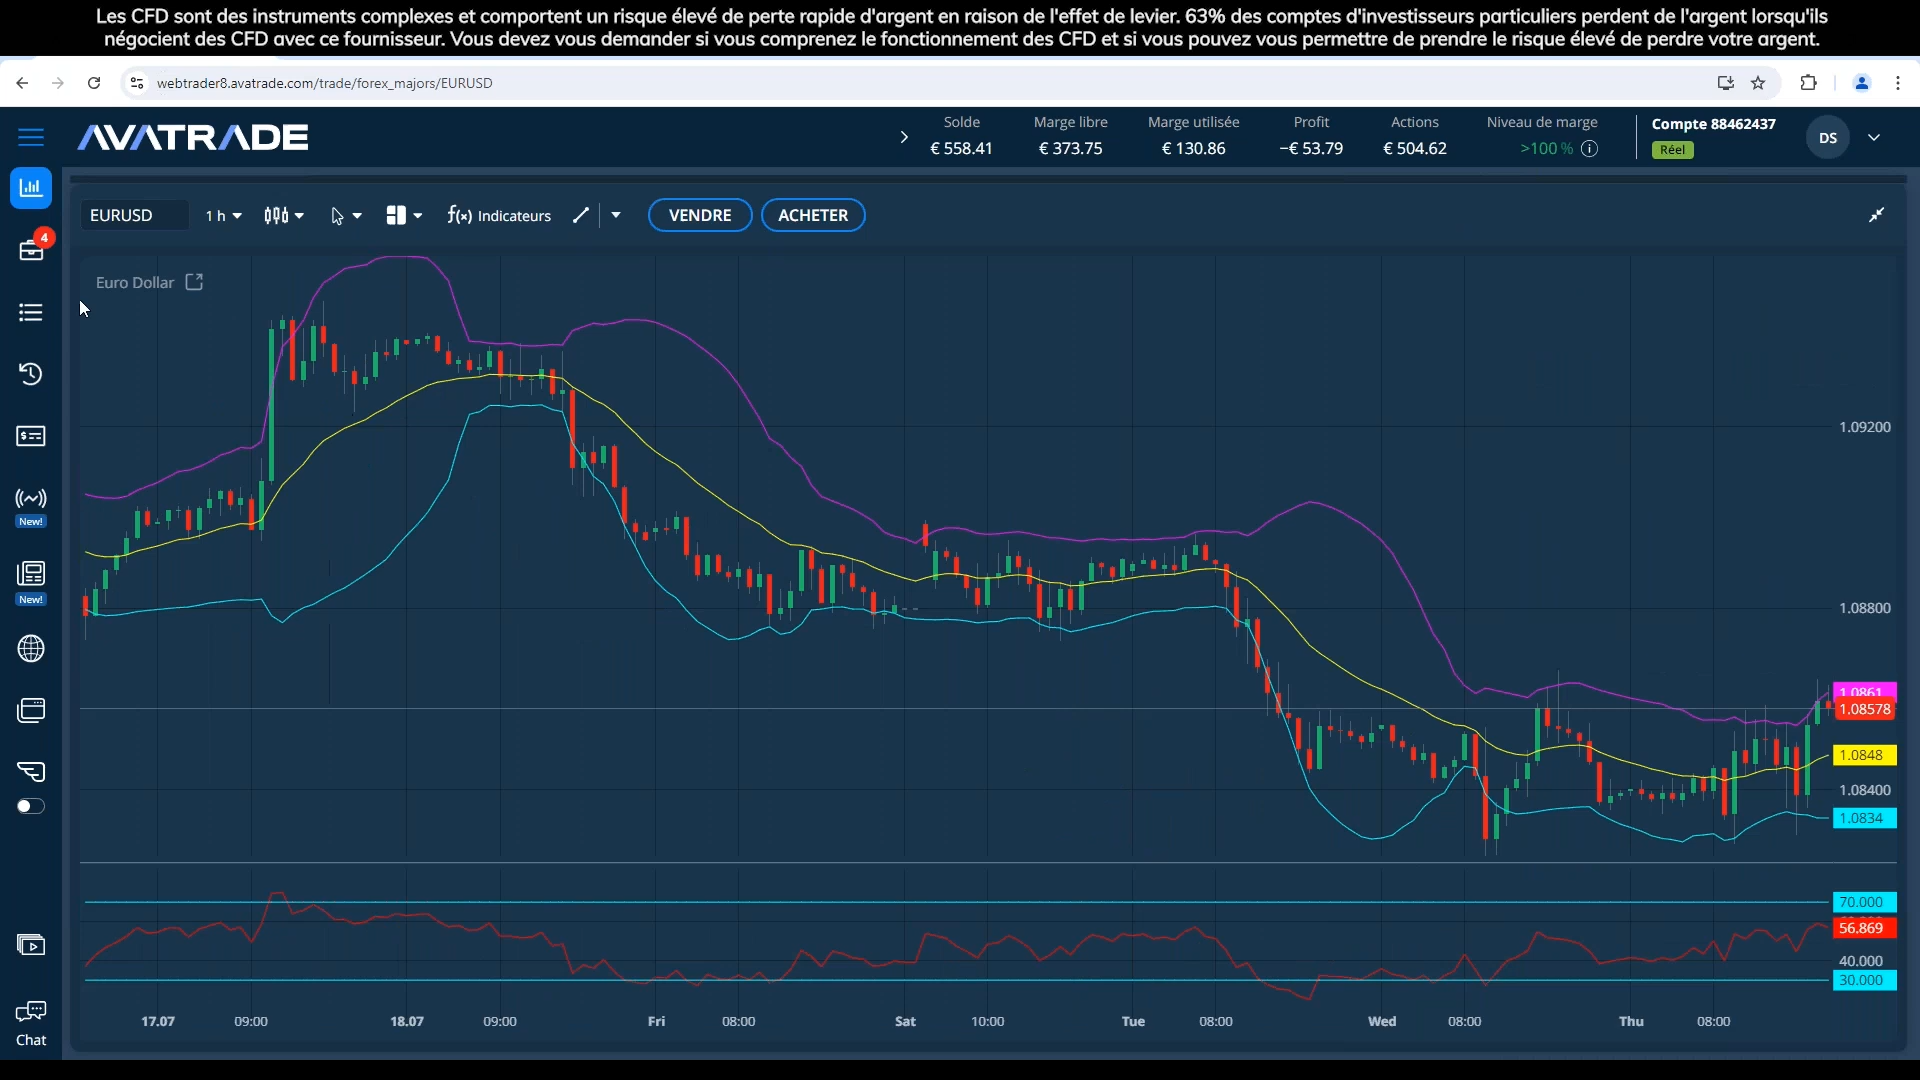 Les CFD sont des instruments complexes et comportent un risque élevé de perte rapide d'argent en raison de l'effet de levier. 63% des comptes d'investisseurs particuliers perdent de l'argent lorsqu'ils
négocient des CFD avec ce fournisseur. Vous devez vous demander si vous comprenez le fonctionnement des CFD et si vous pouvez vous permettre de prendre le risque élevé de perdre votre argent.
webtrader8.avatrade.com/trade/forex_majors/EURUSD
AVATRADE
Solde
Marge libre
Marge utilisée
Profit
Actions
Niveau de marge
€ 558.41
€ 373.75
€ 130.86
−€ 53.79
€ 504.62
>100 %
Compte 88462437
Réel
DS
EURUSD
1 h
f(x) Indicateurs
VENDRE
ACHETER
4
Euro Dollar
New!
New!
Chat
1.09200
1.08800
1.0861
1.08578
1.0848
1.08400
1.0834
70.000
56.869
40.000
30.000
17.07
09:00
18.07
09:00
Fri
08:00
Sat
10:00
Tue
08:00
Wed
08:00
Thu
08:00